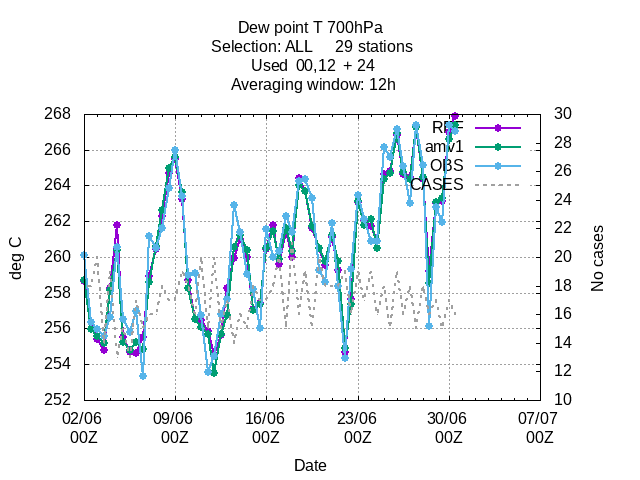 Dew point T 700hPa
Selection: ALL 29 stations
Used 00,12 + 24
Averaging window: 12h
268 30
REF
28
266 amv1
OBS 26
264 CASES 24
262 22
260 20
258 18
256 16
14
254 12
252 10
deg C
No cases
02/06 09/06 16/06 23/06 30/06 07/07
00Z 00Z 00Z 00Z 00Z 00Z
Date